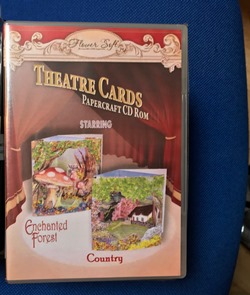 Flower Soft
THEATRE CARDS
PAPERCRAFT CD ROM
STARRING
Enchanted
Forest
Country